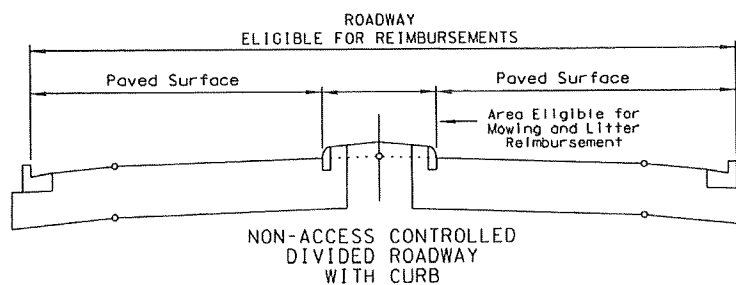 ROADWAY
ELIGIBLE FOR REIMBURSEMENTS
Paved Surface
Paved Surface
Area Eligible for
Mowing and Litter
Reimbursement
NON-ACCESS CONTROLLED
DIVIDED ROADWAY
WITH CURB